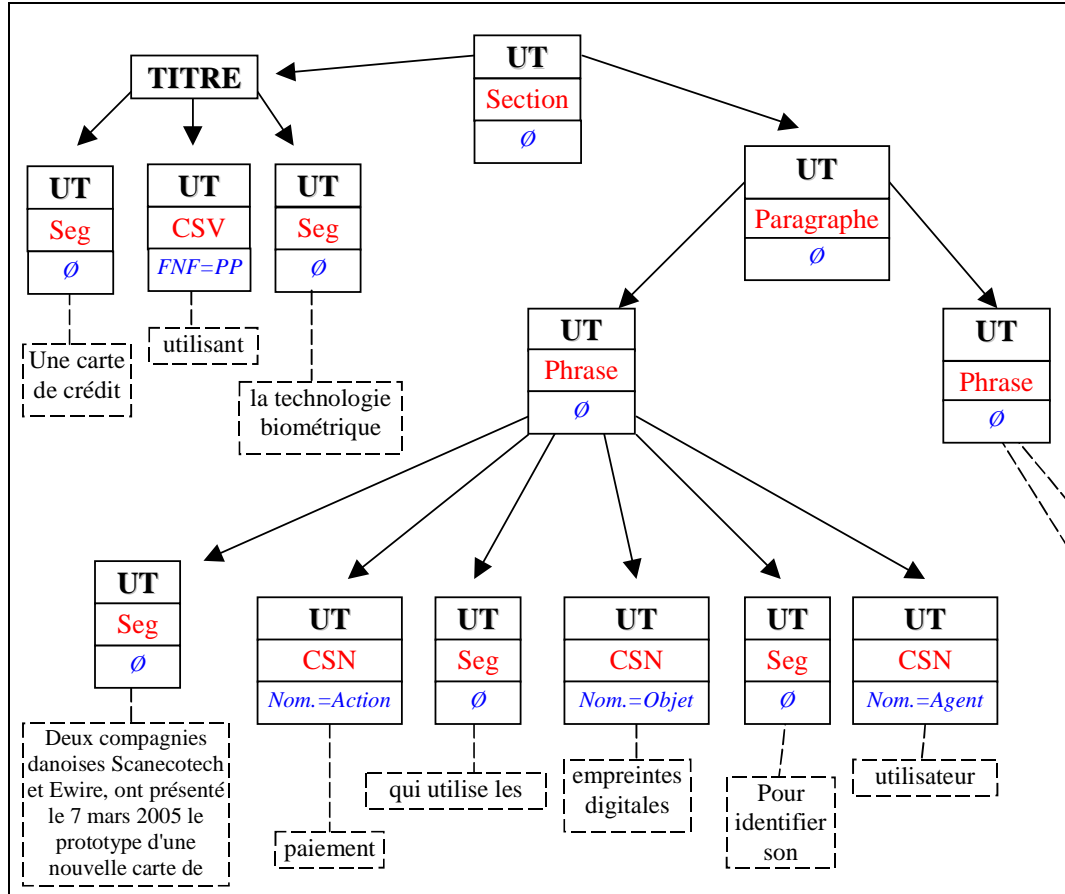 UT
Section
Ø
TITRE
UT
Seg
Ø
UT
CSV
FNF=PP
UT
Seg
Ø
UT
Paragraphe
Ø
Une carte
de crédit
utilisant
la technologie
biométrique
UT
Phrase
Ø
UT
Phrase
Ø
UT
Seg
Ø
UT
CSN
Nom.=Action
UT
Seg
Ø
UT
CSN
Nom.=Objet
UT
Seg
Ø
UT
CSN
Nom.=Agent
Deux compagnies
danoises Scanecotech
et Ewire, ont présenté
le 7 mars 2005 le
prototype d'une
nouvelle carte de
paiement
qui utilise les
empreintes
digitales
Pour
identifier
son
utilisateur